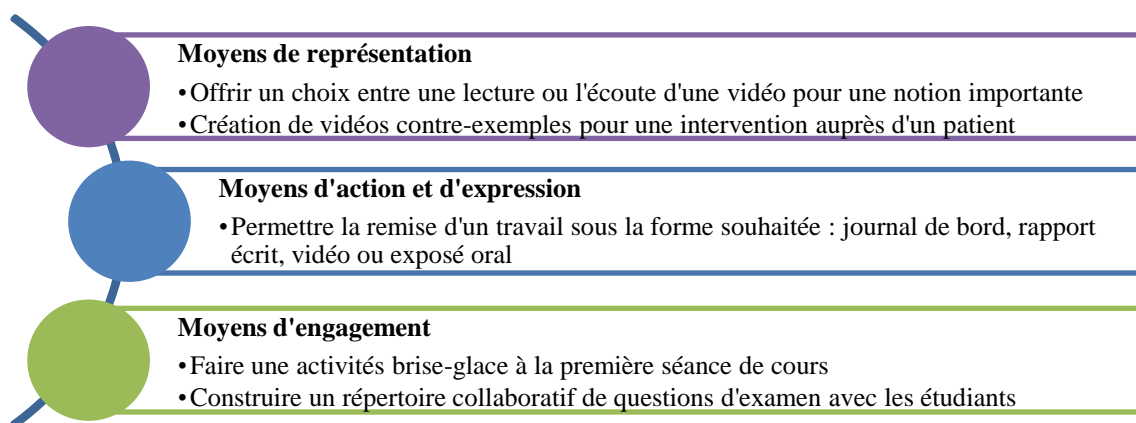 Moyens de représentation
•Offrir un choix entre une lecture ou l'écoute d'une vidéo pour une notion importante
•Création de vidéos contre-exemples pour une intervention auprès d'un patient
Moyens d'action et d'expression
•Permettre la remise d'un travail sous la forme souhaitée : journal de bord, rapport
écrit, vidéo ou exposé oral
Moyens d'engagement
•Faire une activités brise-glace à la première séance de cours
•Construire un répertoire collaboratif de questions d'examen avec les étudiants